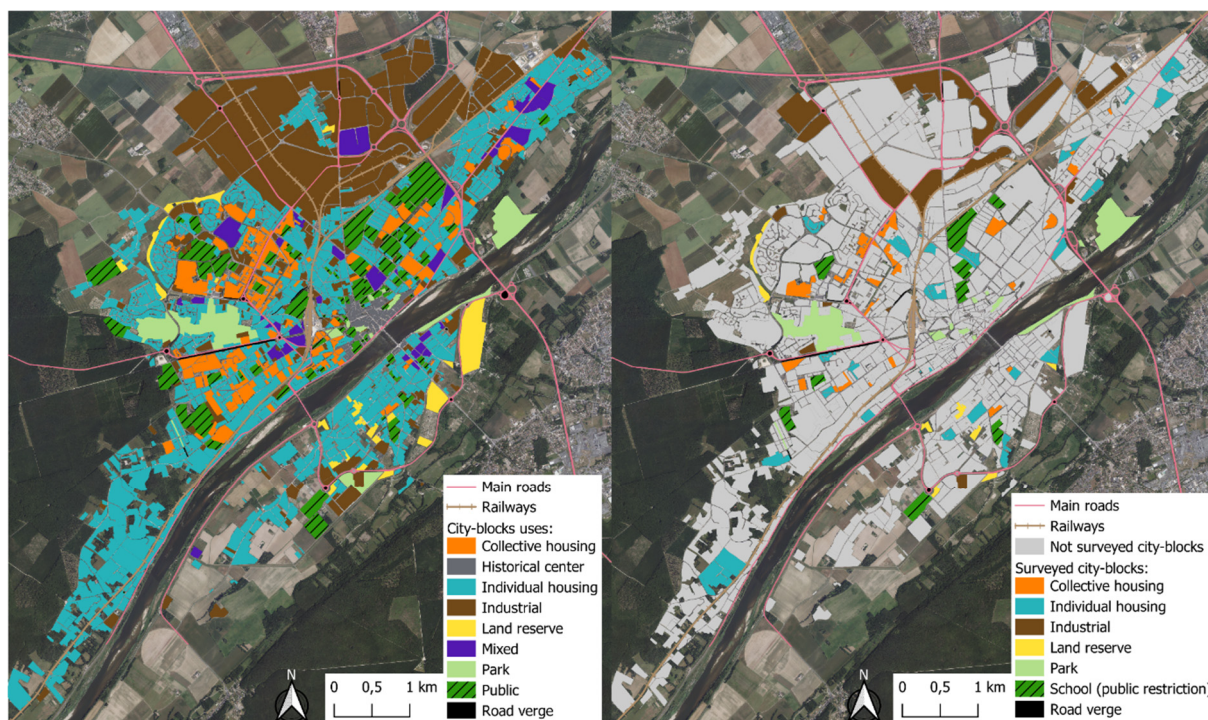 Main roads
Railways
City-blocks uses:
Collective housing
Historical center
Individual housing
Industrial
Land reserve
Mixed
Park
Public
Road verge
N
0 0,5 1 km
Main roads
Railways
Not surveyed city-blocks
Surveyed city-blocks:
Collective housing
Individual housing
Industrial
Land reserve
Park
School (public restriction)
Road verge
N
0 0,5 1 km